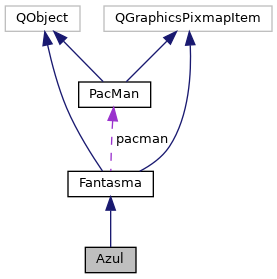 QObject
QGraphicsPixmapItem
PacMan
pacman
Fantasma
Azul